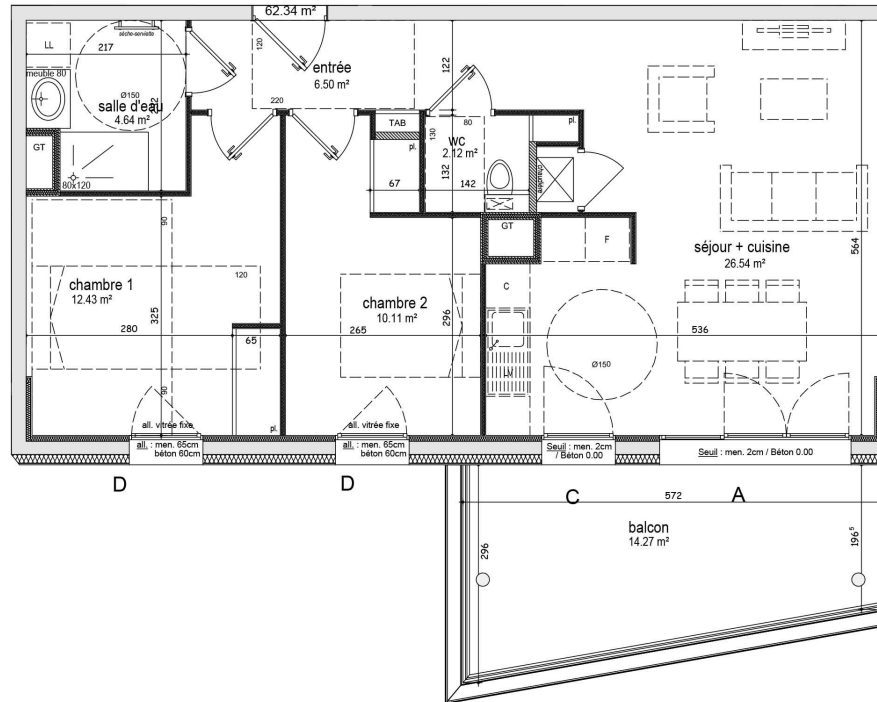 62.34 m²
sèche-serviette
LL
217
120
entrée
6.50 m²
122
meuble 80
Ø150
salle d'eau
4.64 m²
220
TAB
80
130
WC
2.12 m²
pl.
pl.
GT
80x120
67
132
142
chaudière
90
GT
F
séjour + cuisine
26.54 m²
564
chambre 1
12.43 m²
120
C
chambre 2
10.11 m²
325
296
280
65
265
536
Ø150
LV
90
all. vitrée fixe
pl.
all. vitrée fixe
all. : men. 65cm
béton 60cm
all. : men. 65cm
béton 60cm
Seuil : men. 2cm
/ Béton 0.00
Seuil : men. 2cm / Béton 0.00
D
D
C
A
572
balcon
14.27 m²
296
196⁵